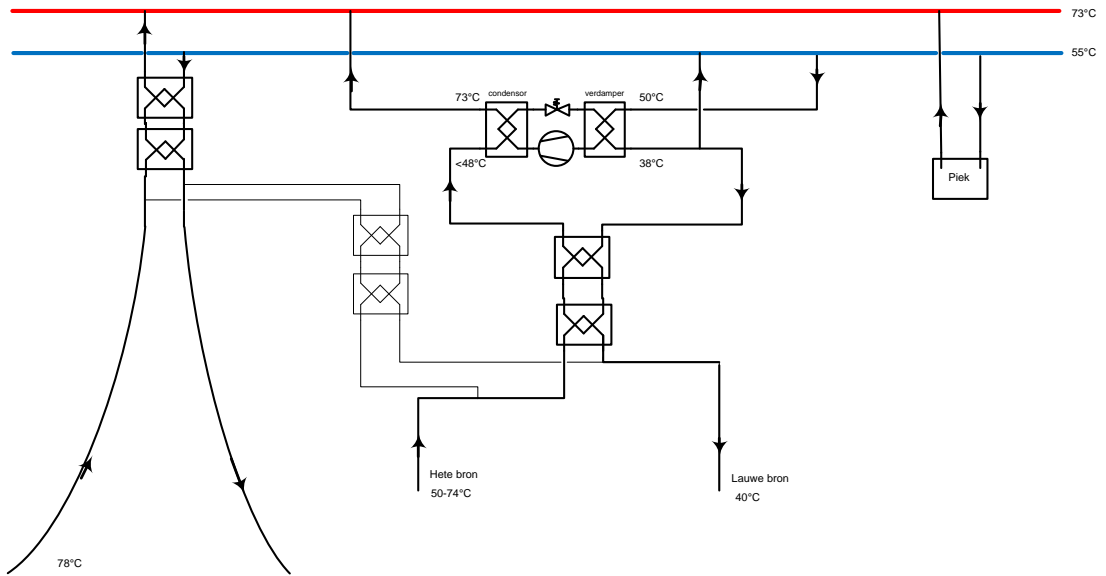 73°C
55°C
73°C
condensor
verdamper
50°C
<48°C
38°C
Piek
Hete bron
50-74°C
Lauwe bron
40°C
78°C